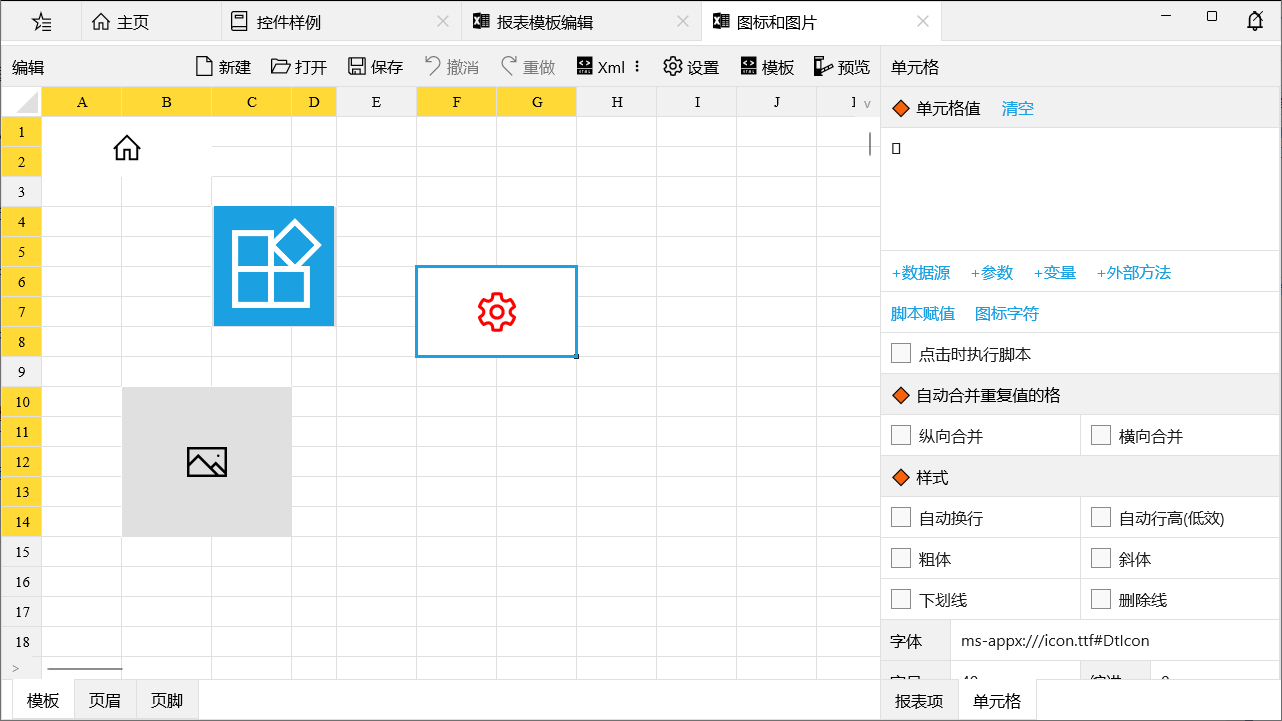 主页
控件样例
报表模板编辑
图标和图片
编辑
新建
打开
保存
撤消
重做
Xml
设置
模板
预览
单元格
A B C D E F G H I J
单元格值 清空
1
2
3
4
5
6
7
8
9
10
11
12
13
14
15
16
17
18
+数据源 +参数 +变量 +外部方法
脚本赋值 图标字符
点击时执行脚本
自动合并重复值的格
纵向合并 横向合并
样式
自动换行 自动行高(低效)
粗体 斜体
下划线 删除线
字体 ms-appx:///icon.ttf#DtIcon
模板 页眉 页脚
报表项 单元格